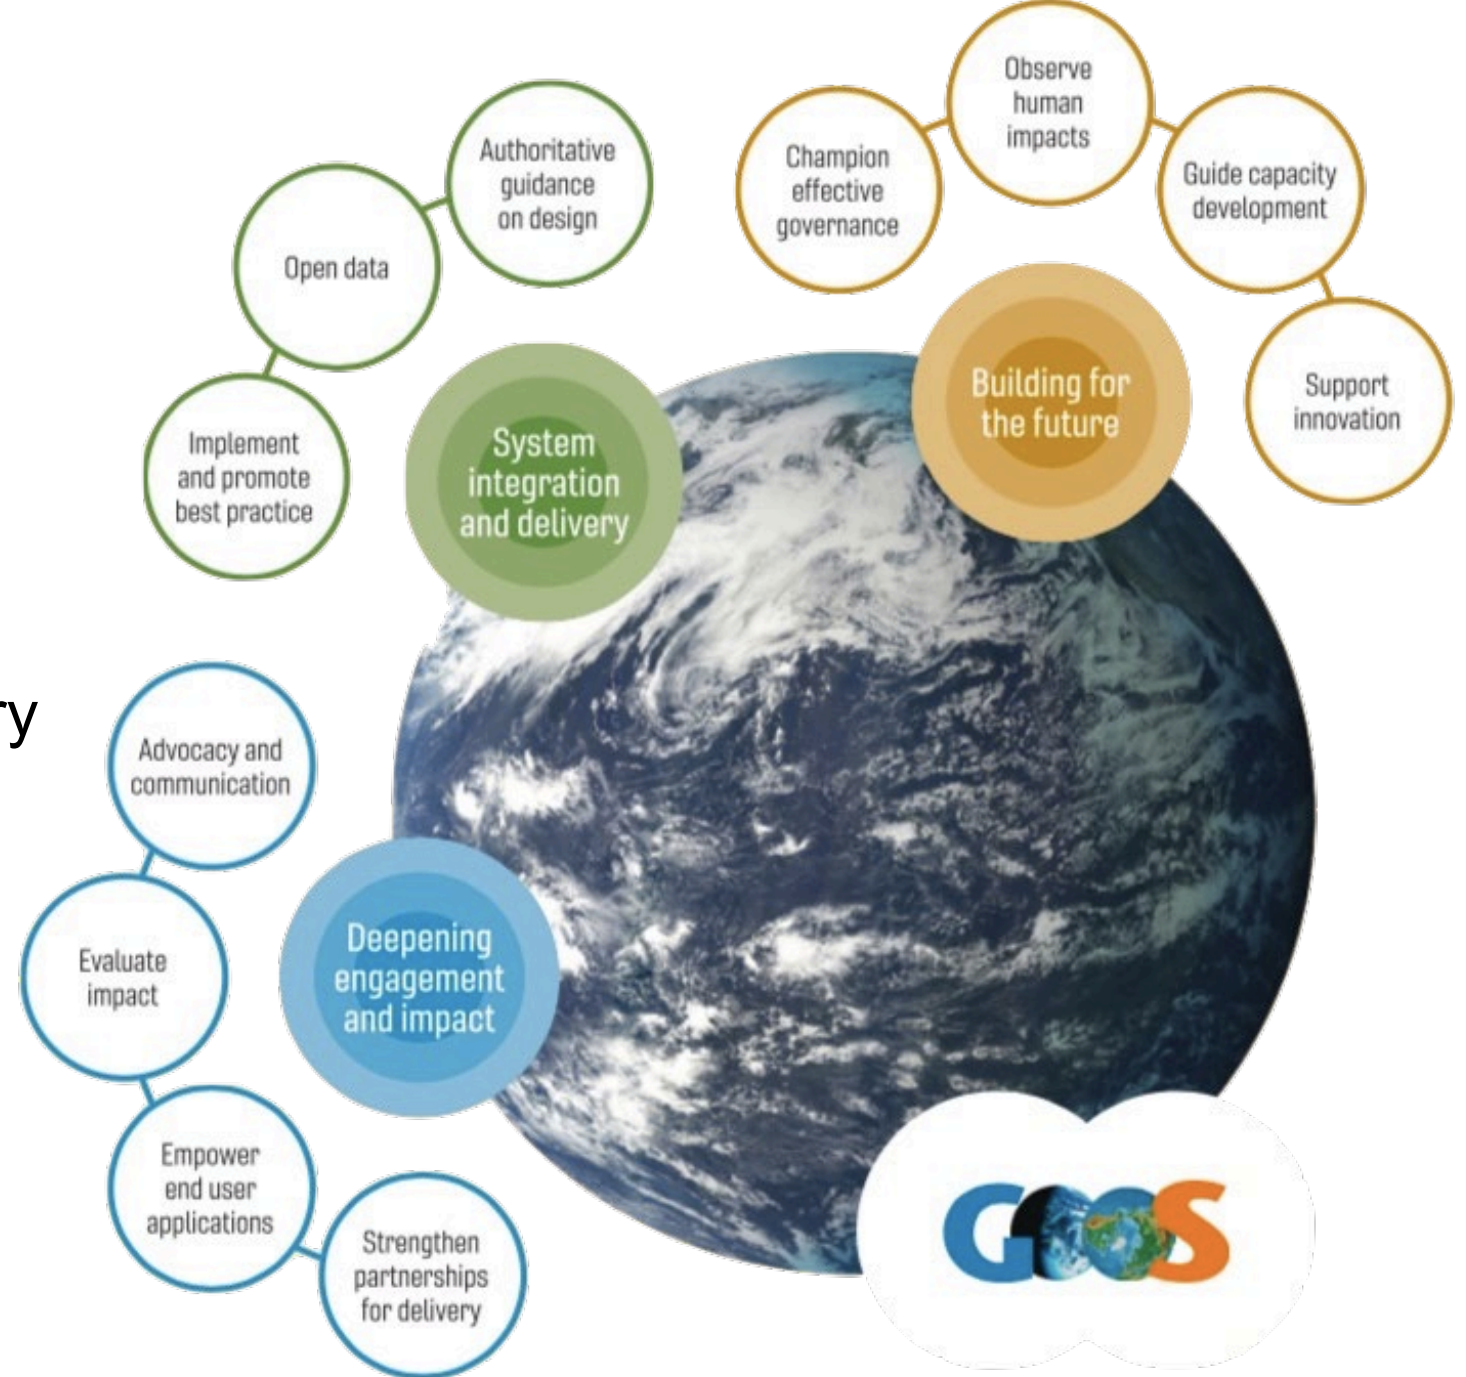 Observe
human
impacts
Champion
effective
governance
Guide capacity
development
Support
innovation
Building for
the future
Authoritative
guidance
on design
Open data
Implement
and promote
best practice
System
integration
and delivery
ry
Advocacy and
communication
Evaluate
impact
Empower
end user
applications
Strengthen
partnerships
for delivery
Deepening
engagement
and impact
GOOS